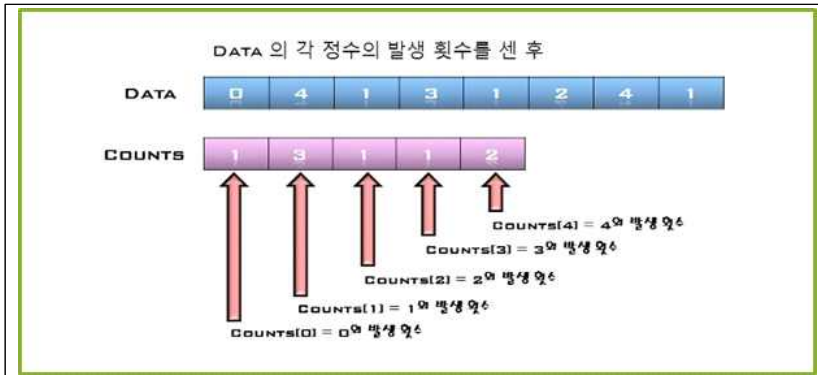 DATA 의 각 정수의 발생 횟수를 센 후
DATA 0 4 1 3 1 2 4 1
COUNTS 1 3 1 1 2
COUNTS[4] = 4의 발생 횟수
COUNTS[3] = 3의 발생 횟수
COUNTS[2] = 2의 발생 횟수
COUNTS[1] = 1의 발생 횟수
COUNTS[0] = 0의 발생 횟수